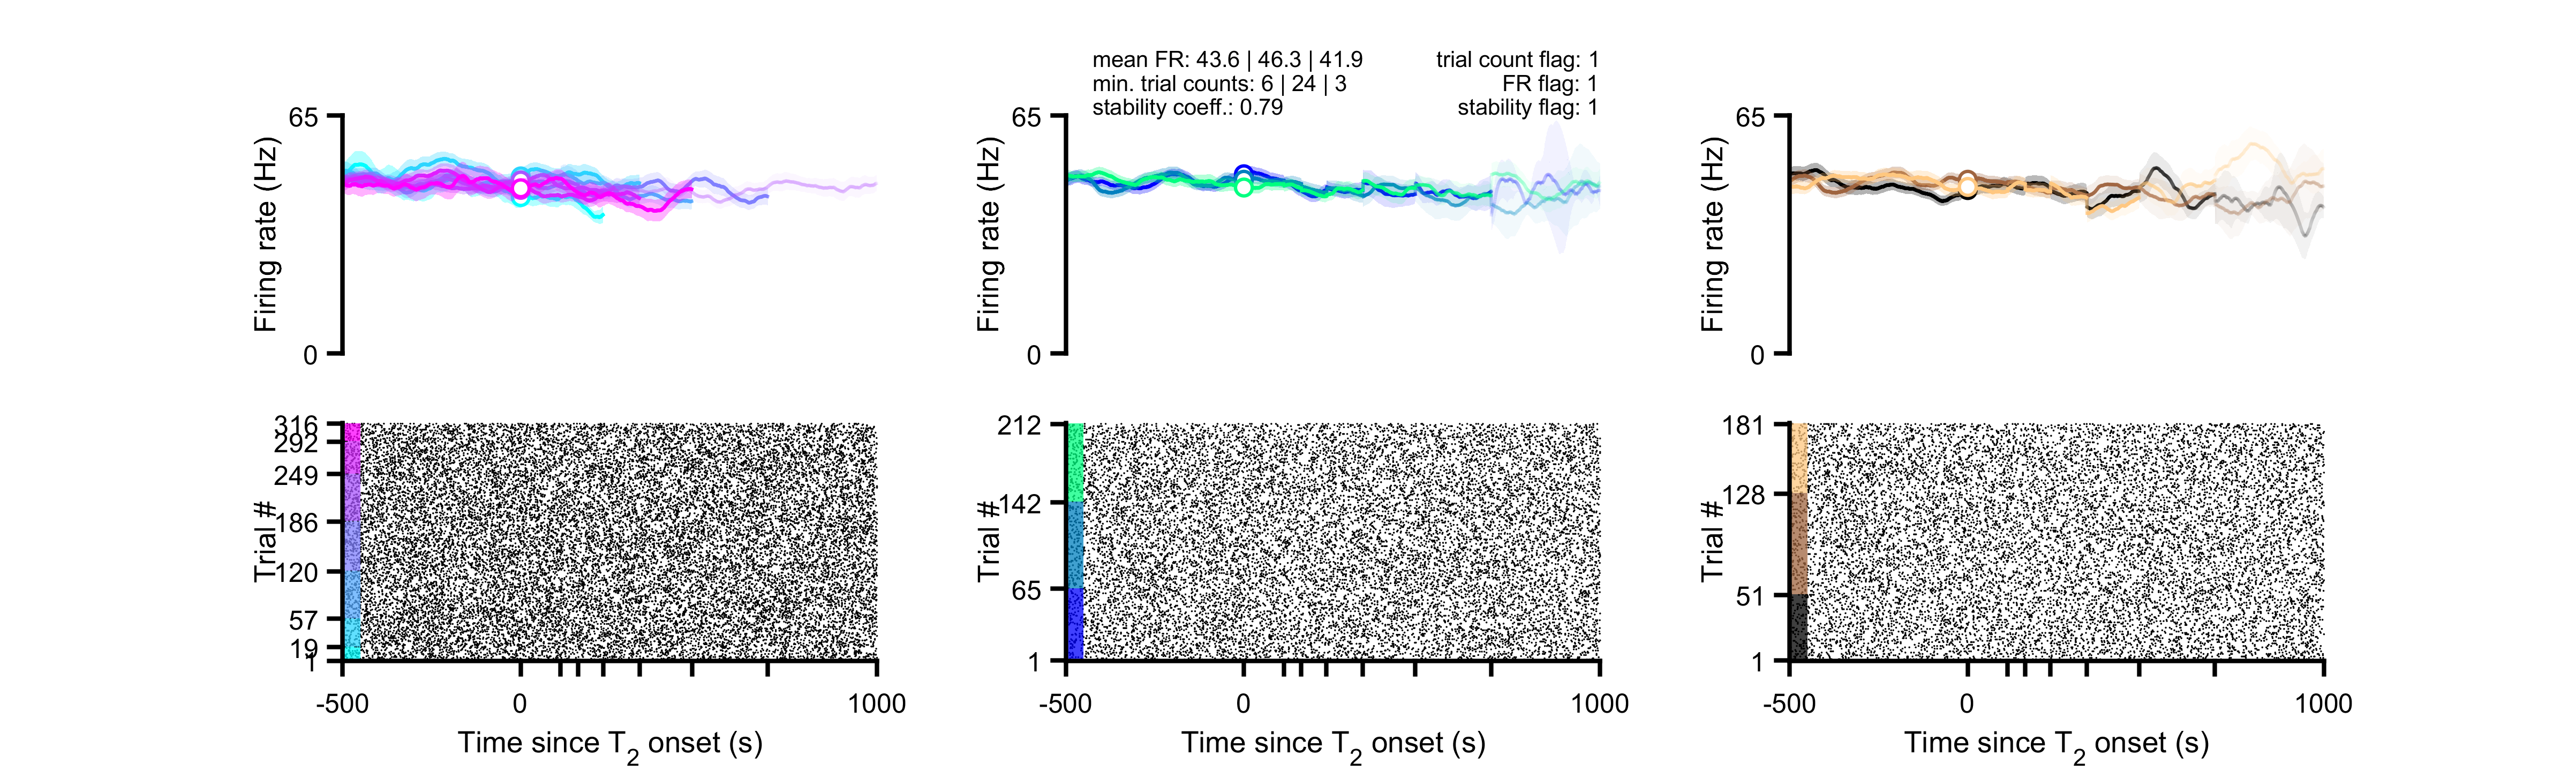 mean FR: 43.6 | 46.3 | 41.9
min. trial counts: 6 | 24 | 3
stability coeff.: 0.79
trial count flag: 1
FR flag: 1
stability flag: 1
65
Firing rate (Hz)
0
65
Firing rate (Hz)
0
65
Firing rate (Hz)
0
316
292
249
186
120
57
19
1
Trial #
-500
0
1000
Time since T2 onset (s)
212
142
65
1
Trial #
-500
0
1000
Time since T2 onset (s)
181
128
51
1
Trial #
-500
0
1000
Time since T2 onset (s)